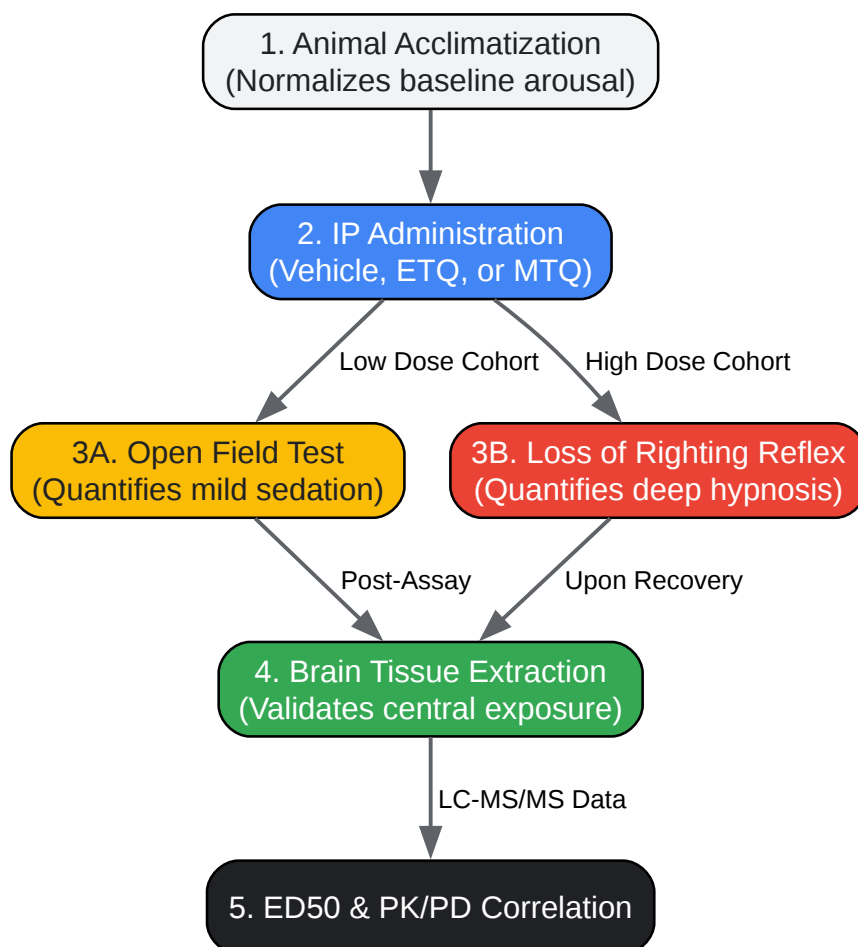 1. Animal Acclimatization
(Normalizes baseline arousal)
2. IP Administration
(Vehicle, ETQ, or MTQ)
Low Dose Cohort
High Dose Cohort
3A. Open Field Test
(Quantifies mild sedation)
3B. Loss of Righting Reflex
(Quantifies deep hypnosis)
Post-Assay
Upon Recovery
4. Brain Tissue Extraction
(Validates central exposure)
LC-MS/MS Data
5. ED50 & PK/PD Correlation